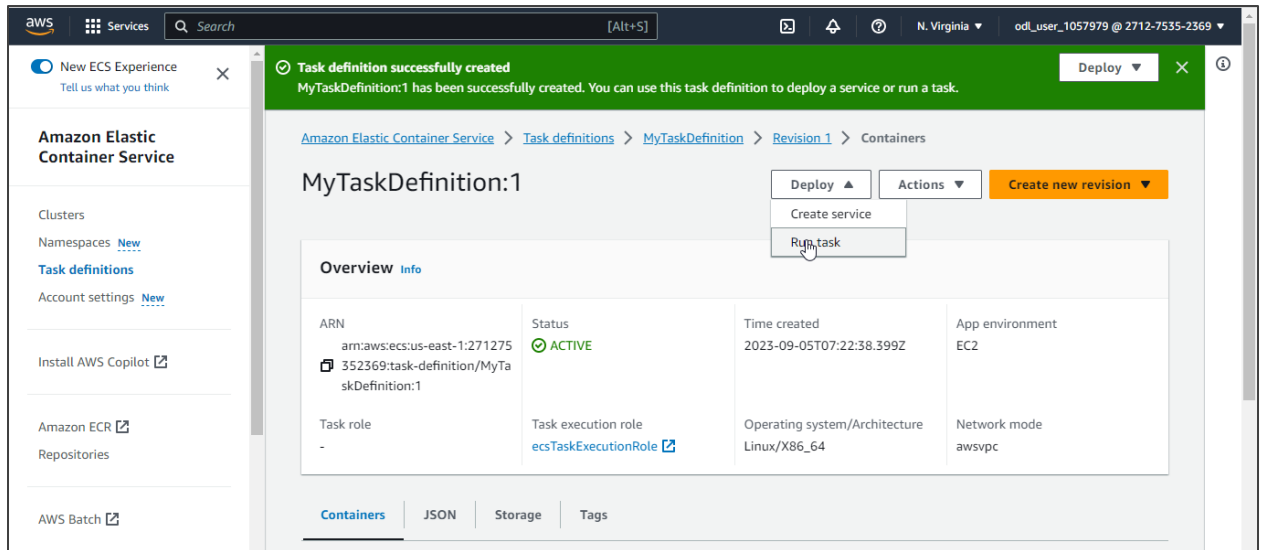 aws
Services
Search
[Alt+S]
N. Virginia
odl_user_1057979 @ 2712-7535-2369
New ECS Experience
Tell us what you think
Amazon Elastic
Container Service
Clusters
Namespaces New
Task definitions
Account settings New
Install AWS Copilot
Amazon ECR
Repositories
AWS Batch
Task definition successfully created
MyTaskDefinition:1 has been successfully created. You can use this task definition to deploy a service or run a task.
Deploy
Amazon Elastic Container Service > Task definitions > MyTaskDefinition > Revision 1 > Containers
MyTaskDefinition:1
Deploy
Actions
Create new revision
Create service
Run task
Overview Info
ARN
arn:aws:ecs:us-east-1:271275
352369:task-definition/MyTa
skDefinition:1
Status
ACTIVE
Time created
2023-09-05T07:22:38.399Z
App environment
EC2
Task role
-
Task execution role
ecsTaskExecutionRole
Operating system/Architecture
Linux/X86_64
Network mode
awsvpc
Containers
JSON
Storage
Tags